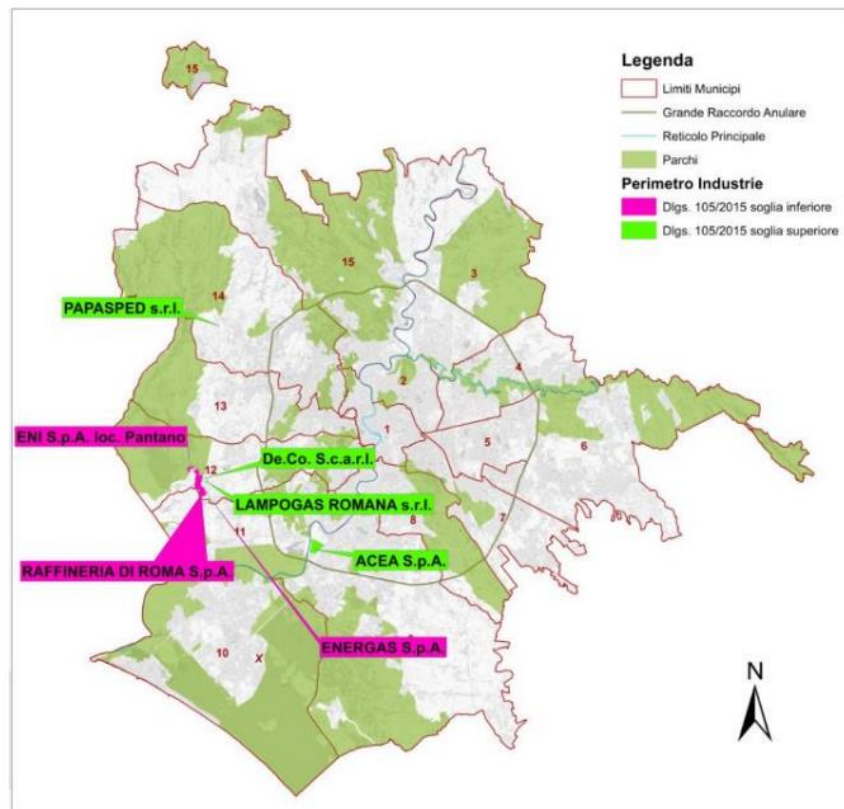 Legenda
Limiti Municipi
Grande Raccordo Anulare
Reticolo Principale
Parchi
Perimetro Industrie
Dlgs. 105/2015 soglia inferiore
Dlgs. 105/2015 soglia superiore
15
15
3
14
PAPASPED s.r.l.
4
2
13
1
5
6
ENI S.p.A. loc. Pantano
12
De.Co. S.c.a.r.l.
LAMPOGAS ROMANA s.r.l.
8
7
11
ACEA S.p.A.
RAFFINERIA DI ROMA S.p.A.
ENERGAS S.p.A.
10
X
N